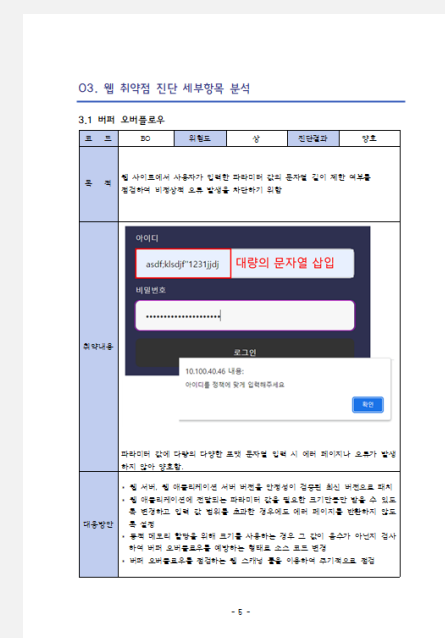 03. 웹 취약점 진단 세부항목 분석
3.1 버퍼 오버플로우
코 드 BO 위험도 상 진단결과 양호
목 적
웹 사이트에서 사용자가 입력한 파라미터 값의 문자열 길이 제한 여부를
점검하여 비정상적 오류 발생을 차단하기 위함
취약내용
아이디
asdf;klsdjf"1231jjdj 대량의 문자열 삽입
비밀번호
로그인
10.100.40.46 내용:
아이디를 정책에 맞게 입력해주세요
확인
파라미터 값에 다량의 다양한 포맷 문자열 입력 시 에러 페이지나 오류가 발생
하지 않아 양호함.
대응방안
• 웹 서버, 웹 애플리케이션 서버 버전을 안정성이 검증된 최신 버전으로 패치
• 웹 애플리케이션에 전달되는 파라미터 값을 필요한 크기만큼만 받을 수 있도
록 변경하고 입력 값 범위를 초과한 경우에도 에러 페이지를 반환하지 않도
록 설정
• 동적 메모리 할당을 위해 크기를 사용하는 경우 그 값이 음수가 아닌지 검사
하여 버퍼 오버플로우를 예방하는 형태로 소스 코드 변경
• 버퍼 오버플로우를 점검하는 웹 스캐닝 툴을 이용하여 주기적으로 점검
- 5 -